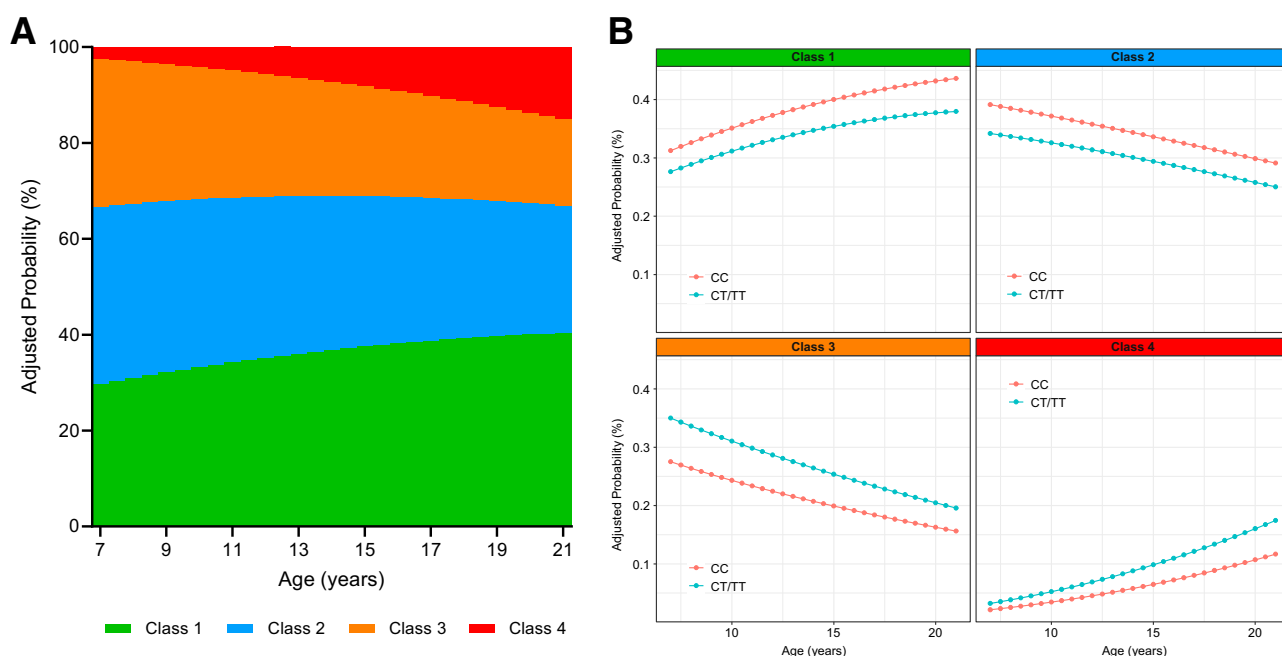 A
Adjusted Probability (%)
100
80
60
40
20
0
7 9 11 13 15 17 19 21
Age (years)
Class 1 Class 2 Class 3 Class 4
B
Class 1 Class 2
Adjusted Probability (%)
0.4
0.3
0.2
0.1
CC
CT/TT
CC
CT/TT
Class 3 Class 4
Adjusted Probability (%)
0.4
0.3
0.2
0.1
CC
CT/TT
CC
CT/TT
10 20 10 20
Age (years) Age (years)